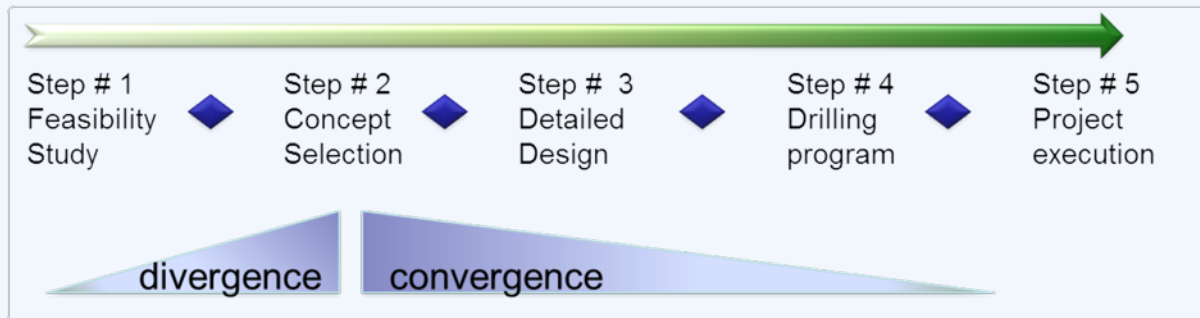 Step # 1
Feasibility
Study
Step # 2
Concept
Selection
Step #  3
Detailed
Design
Step # 4
Drilling
program
Step # 5
Project
execution
divergence
convergence